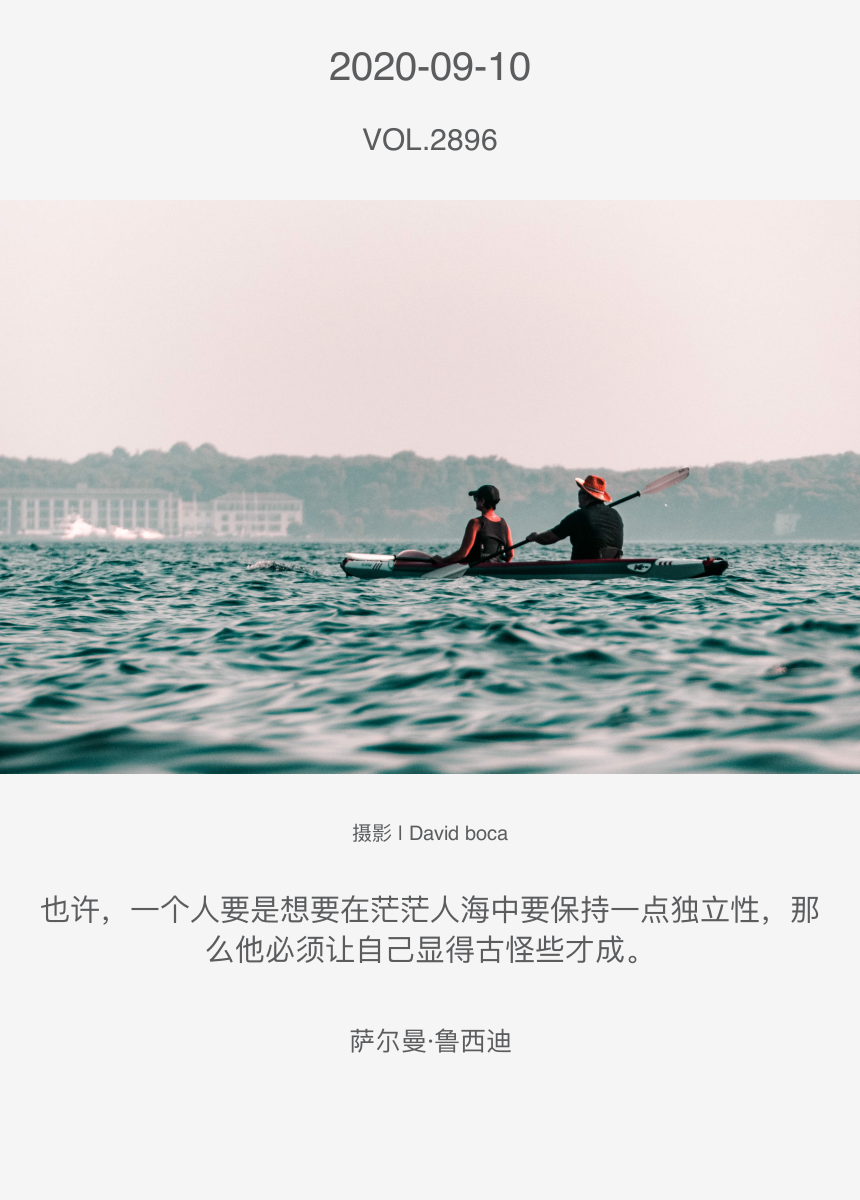 2020-09-10
VOL.2896
摄影 | David boca
也许，一个人要是想要在茫茫人海中要保持一点独立性，那
么他必须让自己显得古怪些才成。
萨尔曼·鲁西迪